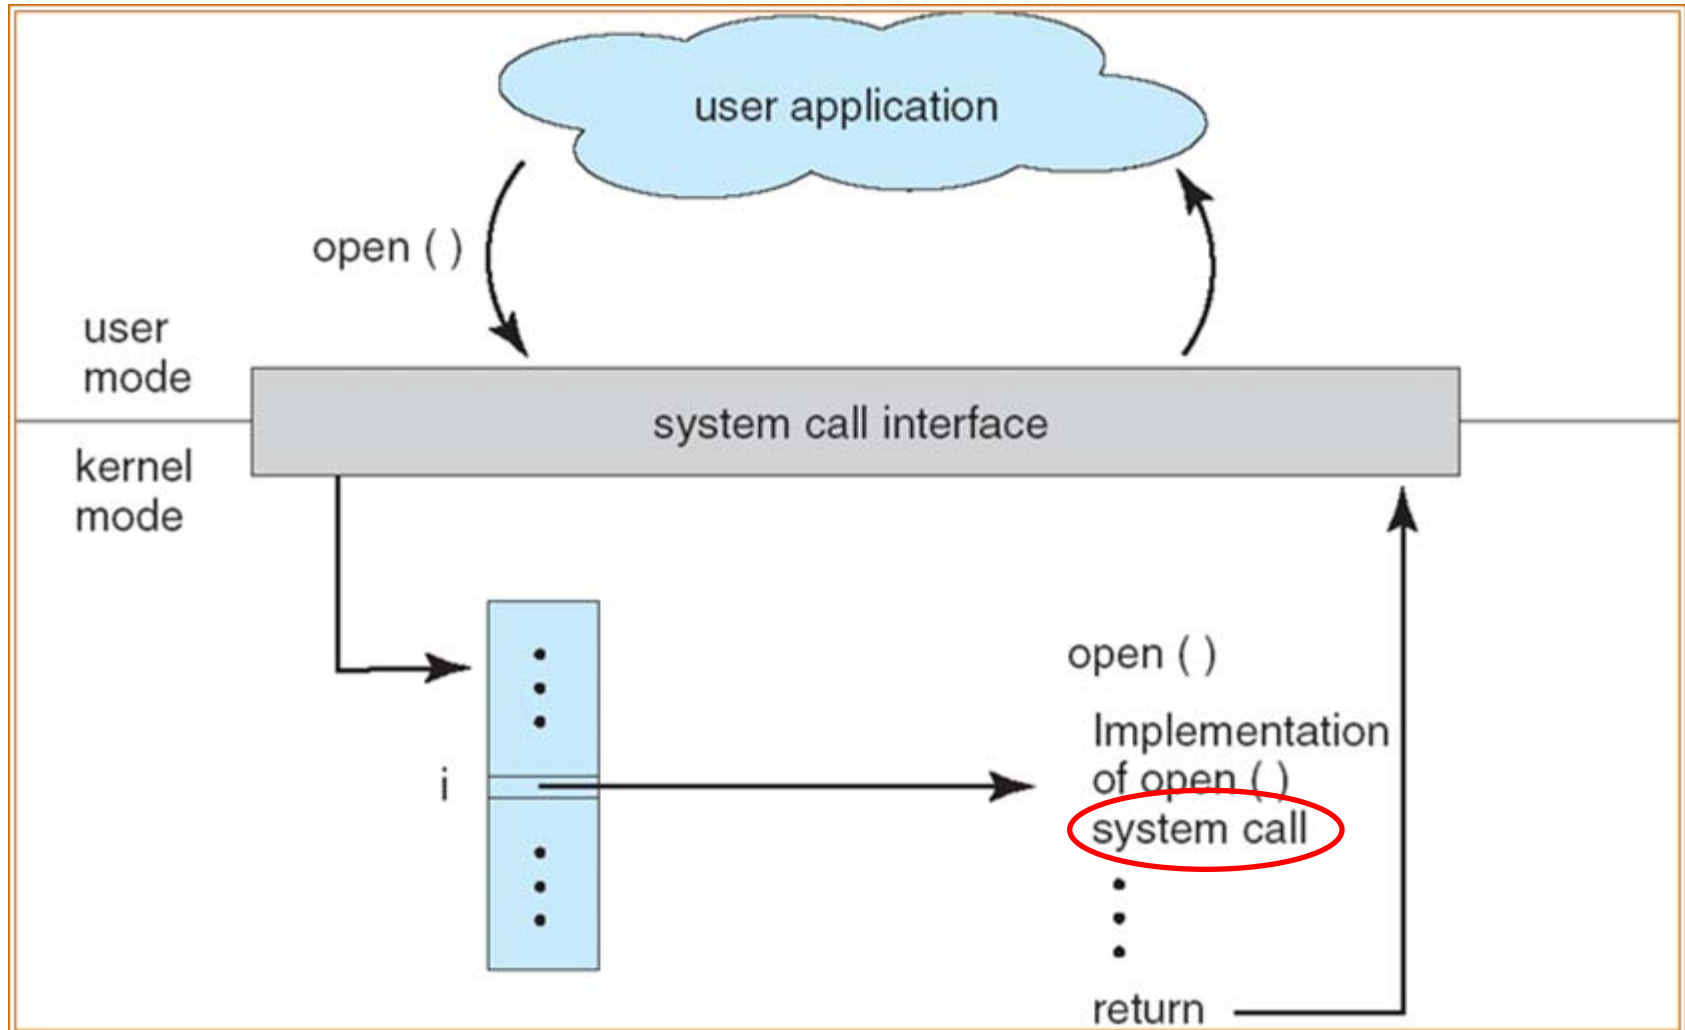 user application
open ( )
user
mode
system call interface
kernel
mode
open ( )
Implementation
of open ( )
i
system call
return